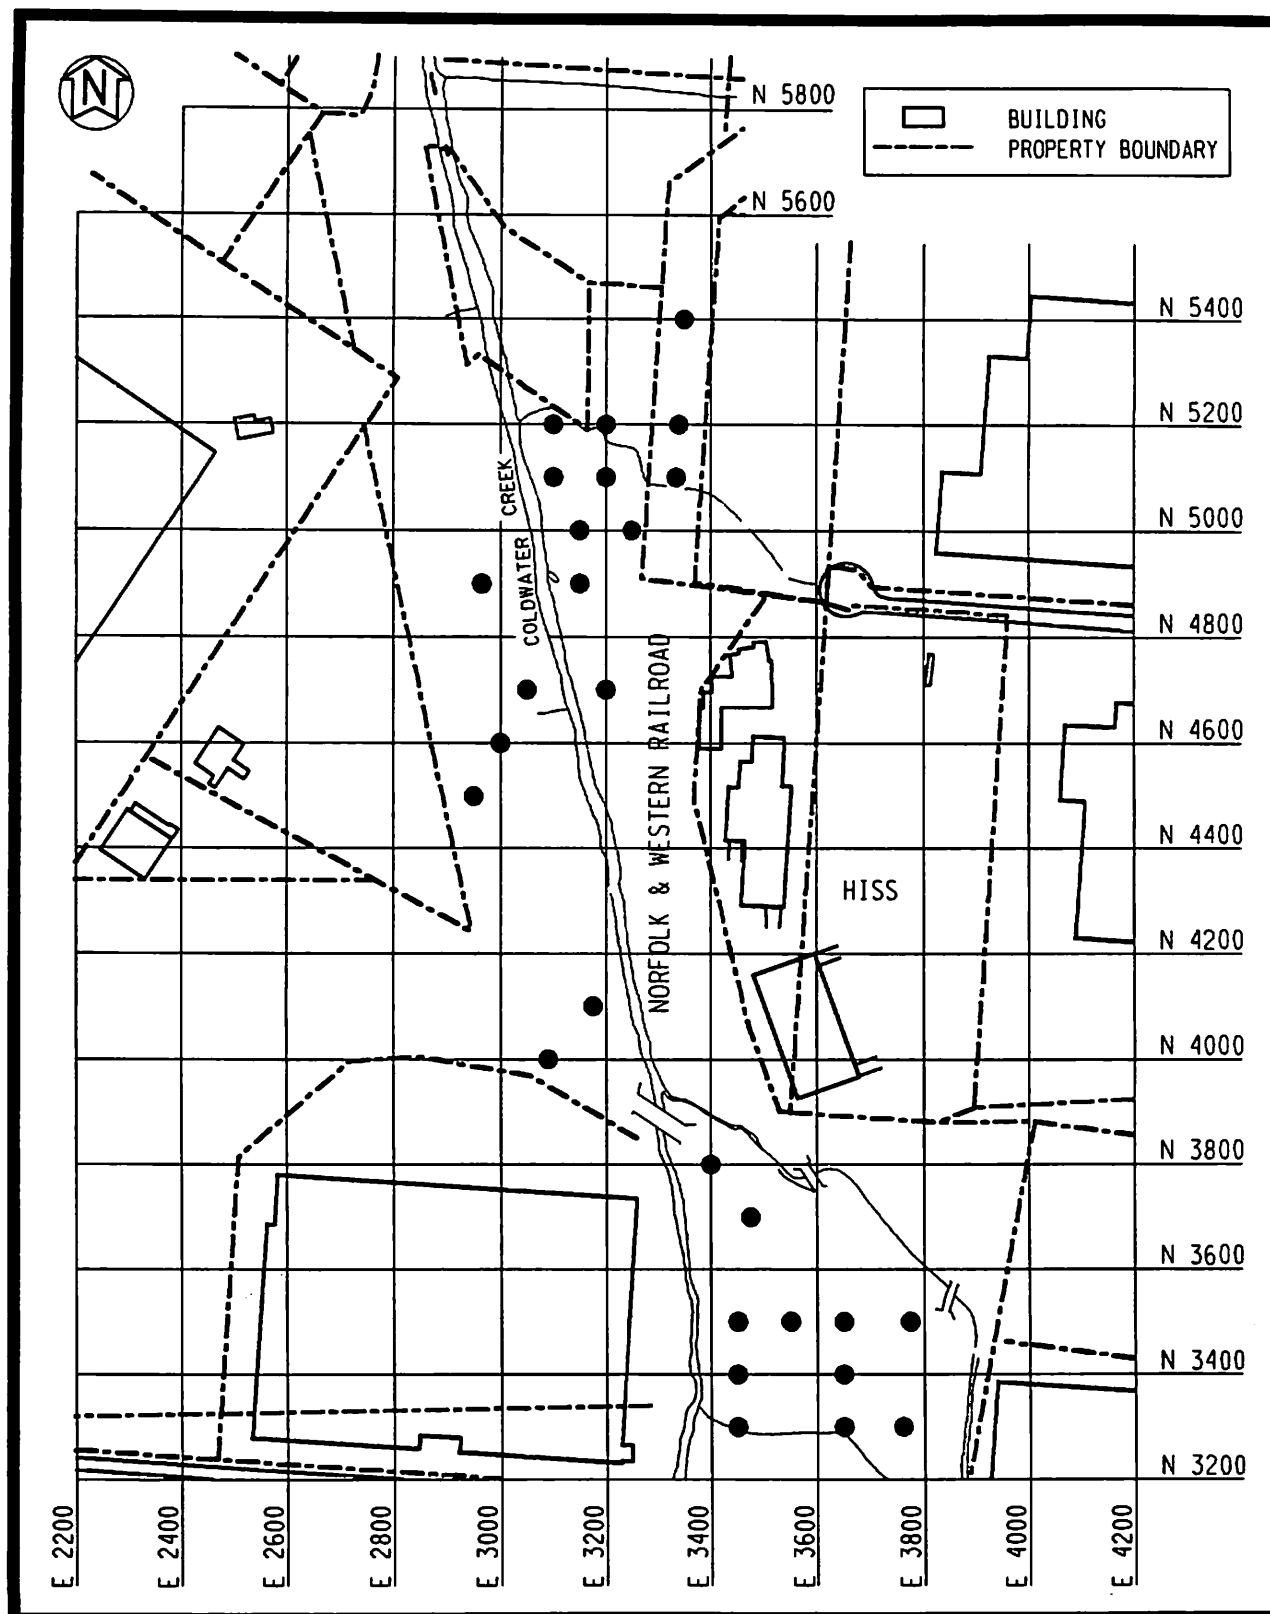 N
N 5800
BUILDING
PROPERTY BOUNDARY
N 5600
N 5400
N 5200
N 5000
COLDWATER CREEK
N 4800
N 4600
NORFOLK & WESTERN RAILROAD
N 4400
HISS
N 4200
N 4000
N 3800
N 3600
N 3400
N 3200
E 2200
E 2400
E 2600
E 2800
E 3000
E 3200
E 3400
E 3600
E 3800
E 4000
E 4200